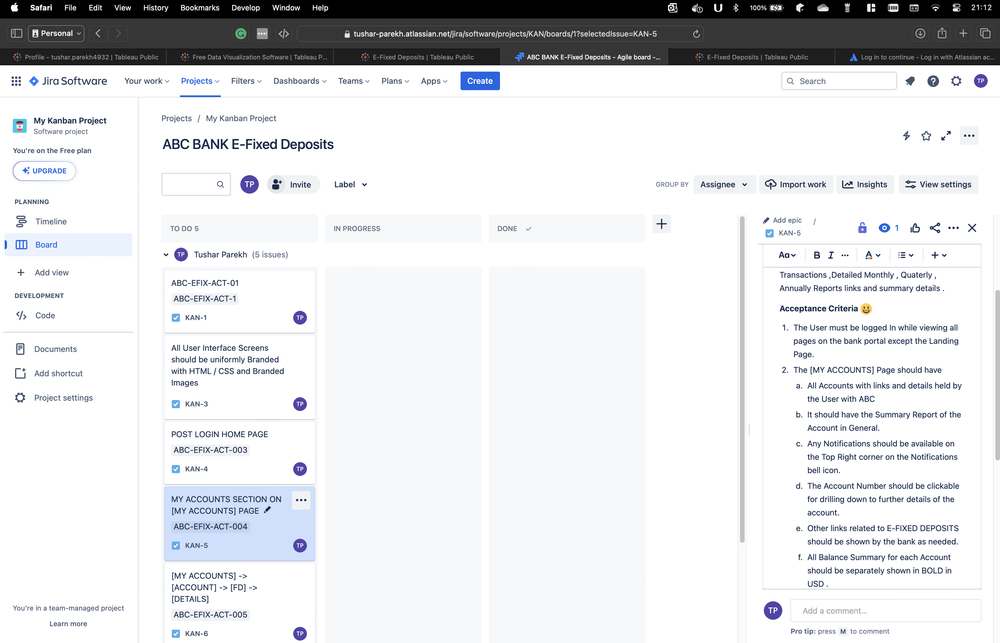 Safari File Edit View History Bookmarks Develop Window Help
100% 21:12
Personal
tushar-parekh.atlassian.net/jira/software/projects/KAN/boards/1?selectedIssue=KAN-5
Profile - tushar.parekh4932 | Tableau Public
Free Data Visualization Software | Tableau P...
E-Fixed Deposits | Tableau Public
ABC BANK E-Fixed Deposits - Agile board -...
E-Fixed Deposits | Tableau Public
Log in to continue - Log in with Atlassian ac...
Jira Software
Your work Projects Filters Dashboards Teams Plans Apps Create
Search
TP
My Kanban Project
Software project
You're on the Free plan
UPGRADE
PLANNING
Timeline
Board
Add view
DEVELOPMENT
Code
Documents
Add shortcut
Project settings
You're in a team-managed project
Learn more
Projects / My Kanban Project
ABC BANK E-Fixed Deposits
TP Invite Label
GROUP BY Assignee Import work Insights View settings
TO DO 5
IN PROGRESS
DONE
TP Tushar Parekh (5 issues)
ABC-EFIX-ACT-01
ABC-EFIX-ACT-1
KAN-1 TP
All User Interface Screens
should be uniformly Branded
with HTML / CSS and Branded
Images
KAN-3 TP
POST LOGIN HOME PAGE
ABC-EFIX-ACT-003
KAN-4 TP
MY ACCOUNTS SECTION ON
[MY ACCOUNTS] PAGE
ABC-EFIX-ACT-004
KAN-5 TP
[MY ACCOUNTS] ->
[ACCOUNT] -> [FD] ->
[DETAILS]
ABC-EFIX-ACT-005
KAN-6 TP
Add epic /
KAN-5
1
Aa B I A
Transactions ,Detailed Monthly , Quaterly ,
Annually Reports links and summary details .
Acceptance Criteria 😀
1. The User must be logged In while viewing all
pages on the bank portal except the Landing
Page.
2. The [MY ACCOUNTS] Page should have
a. All Accounts with links and details held by
the User with ABC
b. It should have the Summary Report of the
Account in General.
c. Any Notifications should be available on
the Top Right corner on the Notifications
bell icon.
d. The Account Number should be clickable
for drilling down to further details of the
account.
e. Other links related to E-FIXED DEPOSITS
should be shown by the bank as needed.
f. All Balance Summary for each Account
should be separately shown in BOLD in
USD .
TP Add a comment...
Pro tip: press M to comment